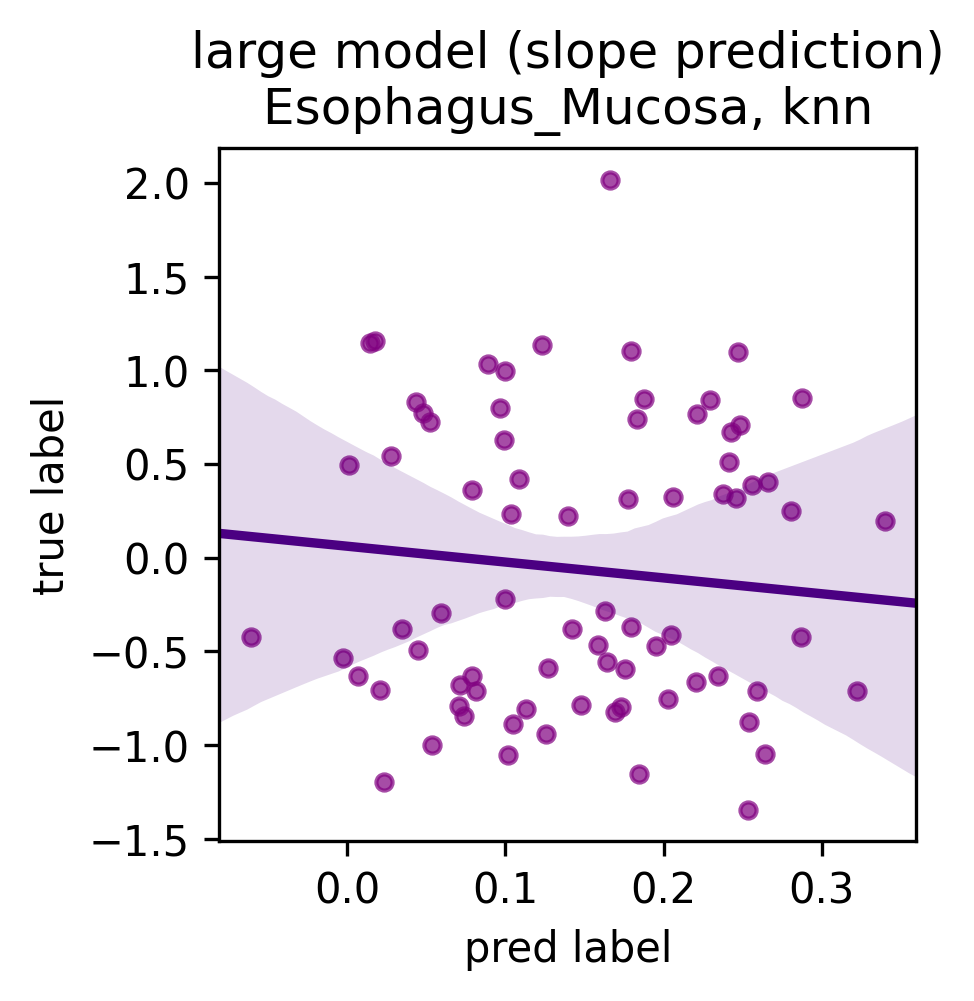 large model (slope prediction)
Esophagus_Mucosa, knn
2.0
1.5
1.0
0.5
0.0
−0.5
−1.0
−1.5
true label
0.0 0.1 0.2 0.3
pred label